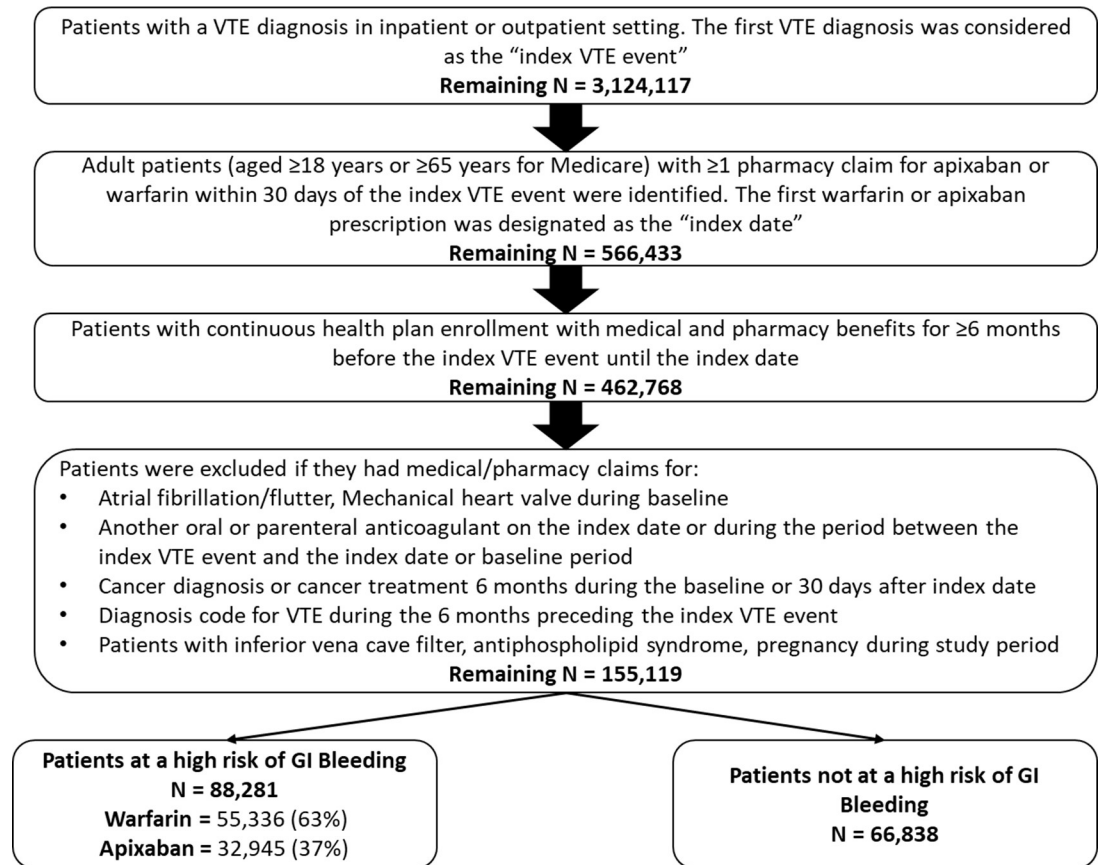 Patients with a VTE diagnosis in inpatient or outpatient setting. The first VTE diagnosis was considered
as the “index VTE event”
Remaining N = 3,124,117
Adult patients (aged ≥18 years or ≥65 years for Medicare) with ≥1 pharmacy claim for apixaban or
warfarin within 30 days of the index VTE event were identified. The first warfarin or apixaban
prescription was designated as the “index date”
Remaining N = 566,433
Patients with continuous health plan enrollment with medical and pharmacy benefits for ≥6 months
before the index VTE event until the index date
Remaining N = 462,768
Patients were excluded if they had medical/pharmacy claims for:
• Atrial fibrillation/flutter, Mechanical heart valve during baseline
• Another oral or parenteral anticoagulant on the index date or during the period between the
index VTE event and the index date or baseline period
• Cancer diagnosis or cancer treatment 6 months during the baseline or 30 days after index date
• Diagnosis code for VTE during the 6 months preceding the index VTE event
• Patients with inferior vena cave filter, antiphospholipid syndrome, pregnancy during study period
Remaining N = 155,119
Patients at a high risk of GI Bleeding
N = 88,281
Warfarin = 55,336 (63%)
Apixaban = 32,945 (37%)
Patients not at a high risk of GI
Bleeding
N = 66,838